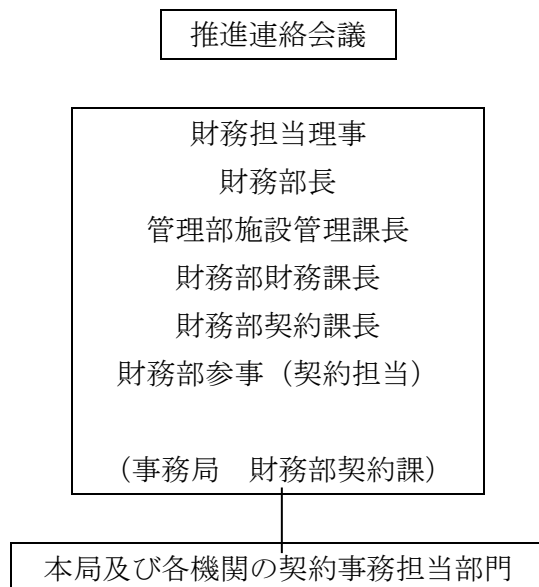 推進連絡会議
財務担当理事
財務部長
管理部施設管理課長
財務部財務課長
財務部契約課長
財務部参事（契約担当）
（事務局　財務部契約課）
本局及び各機関の契約事務担当部門